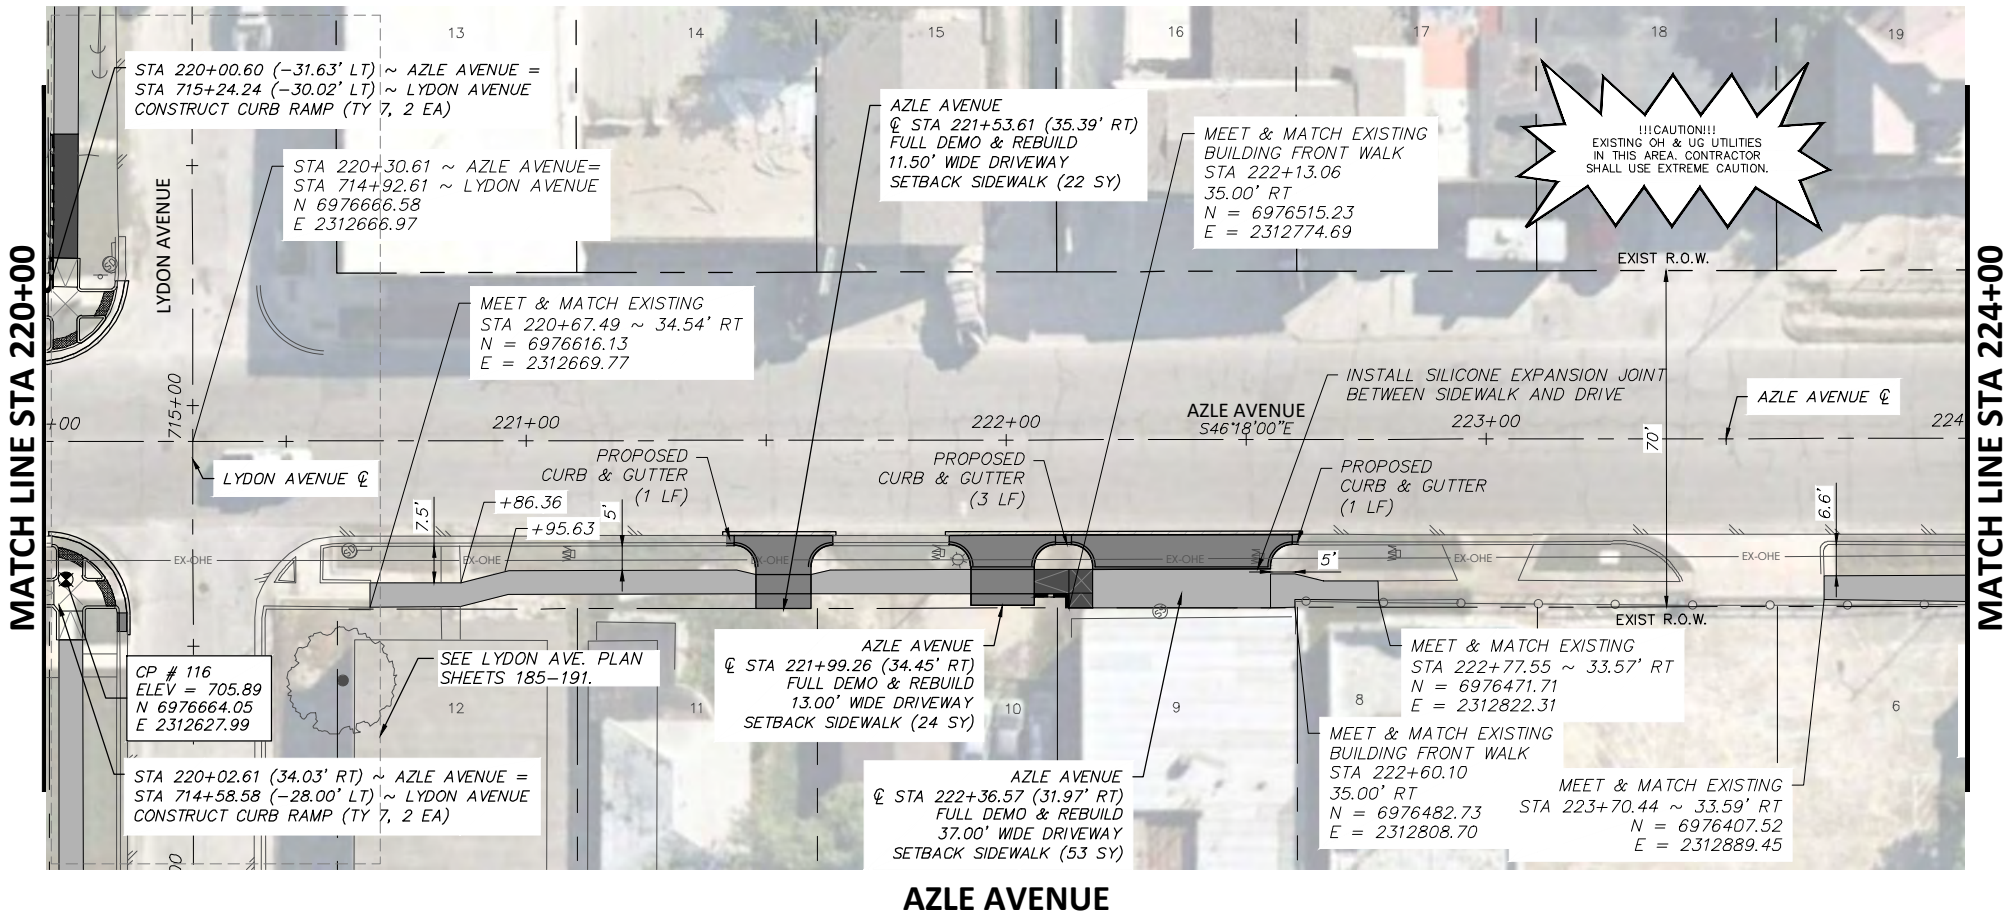 13
14
15
16
17
18
19
STA 220+00.60 (-31.63' LT) ~ AZLE AVENUE =
STA 715+24.24 (-30.02' LT) ~ LYDON AVENUE
CONSTRUCT CURB RAMP (TY 7, 2 EA)
STA 220+30.61 ~ AZLE AVENUE=
STA 714+92.61 ~ LYDON AVENUE
N 6976666.58
E 2312666.97
AZLE AVENUE
℄ STA 221+53.61 (35.39' RT)
FULL DEMO & REBUILD
11.50' WIDE DRIVEWAY
SETBACK SIDEWALK (22 SY)
MEET & MATCH EXISTING
BUILDING FRONT WALK
STA 222+13.06
35.00' RT
N = 6976515.23
E = 2312774.69
!!!CAUTION!!!
EXISTING OH & UG UTILITIES
IN THIS AREA. CONTRACTOR
SHALL USE EXTREME CAUTION.
EXIST R.O.W.
LYDON AVENUE
MATCH LINE STA 220+00
MATCH LINE STA 224+00
MEET & MATCH EXISTING
STA 220+67.49 ~ 34.54' RT
N = 6976616.13
E = 2312669.77
INSTALL SILICONE EXPANSION JOINT
BETWEEN SIDEWALK AND DRIVE
AZLE AVENUE ℄
+00
715+00
221+00
222+00
AZLE AVENUE
S46°18'00"E
223+00
224
70'
LYDON AVENUE ℄
PROPOSED
CURB & GUTTER
(1 LF)
PROPOSED
CURB & GUTTER
(3 LF)
PROPOSED
CURB & GUTTER
(1 LF)
7.5'
+86.36
+95.63
5'
6.6'
SD
EX-OHE
EX-OHE
EX-OHE
EX-OHE
EX-OHE
EX-OHE
5'
EXIST R.O.W.
SEE LYDON AVE. PLAN
SHEETS 185-191.
CP # 116
ELEV = 705.89
N 6976664.05
E 2312627.99
12
11
10
9
8
6
AZLE AVENUE
℄ STA 221+99.26 (34.45' RT)
FULL DEMO & REBUILD
13.00' WIDE DRIVEWAY
SETBACK SIDEWALK (24 SY)
MEET & MATCH EXISTING
STA 222+77.55 ~ 33.57' RT
N = 6976471.71
E = 2312822.31
MEET & MATCH EXISTING
BUILDING FRONT WALK
STA 222+60.10
35.00' RT
N = 6976482.73
E = 2312808.70
STA 220+02.61 (34.03' RT) ~ AZLE AVENUE =
STA 714+58.58 (-28.00' LT) ~ LYDON AVENUE
CONSTRUCT CURB RAMP (TY 7, 2 EA)
AZLE AVENUE
℄ STA 222+36.57 (31.97' RT)
FULL DEMO & REBUILD
37.00' WIDE DRIVEWAY
SETBACK SIDEWALK (53 SY)
MEET & MATCH EXISTING
STA 223+70.44 ~ 33.59' RT
N = 6976407.52
E = 2312889.45
00
AZLE AVENUE